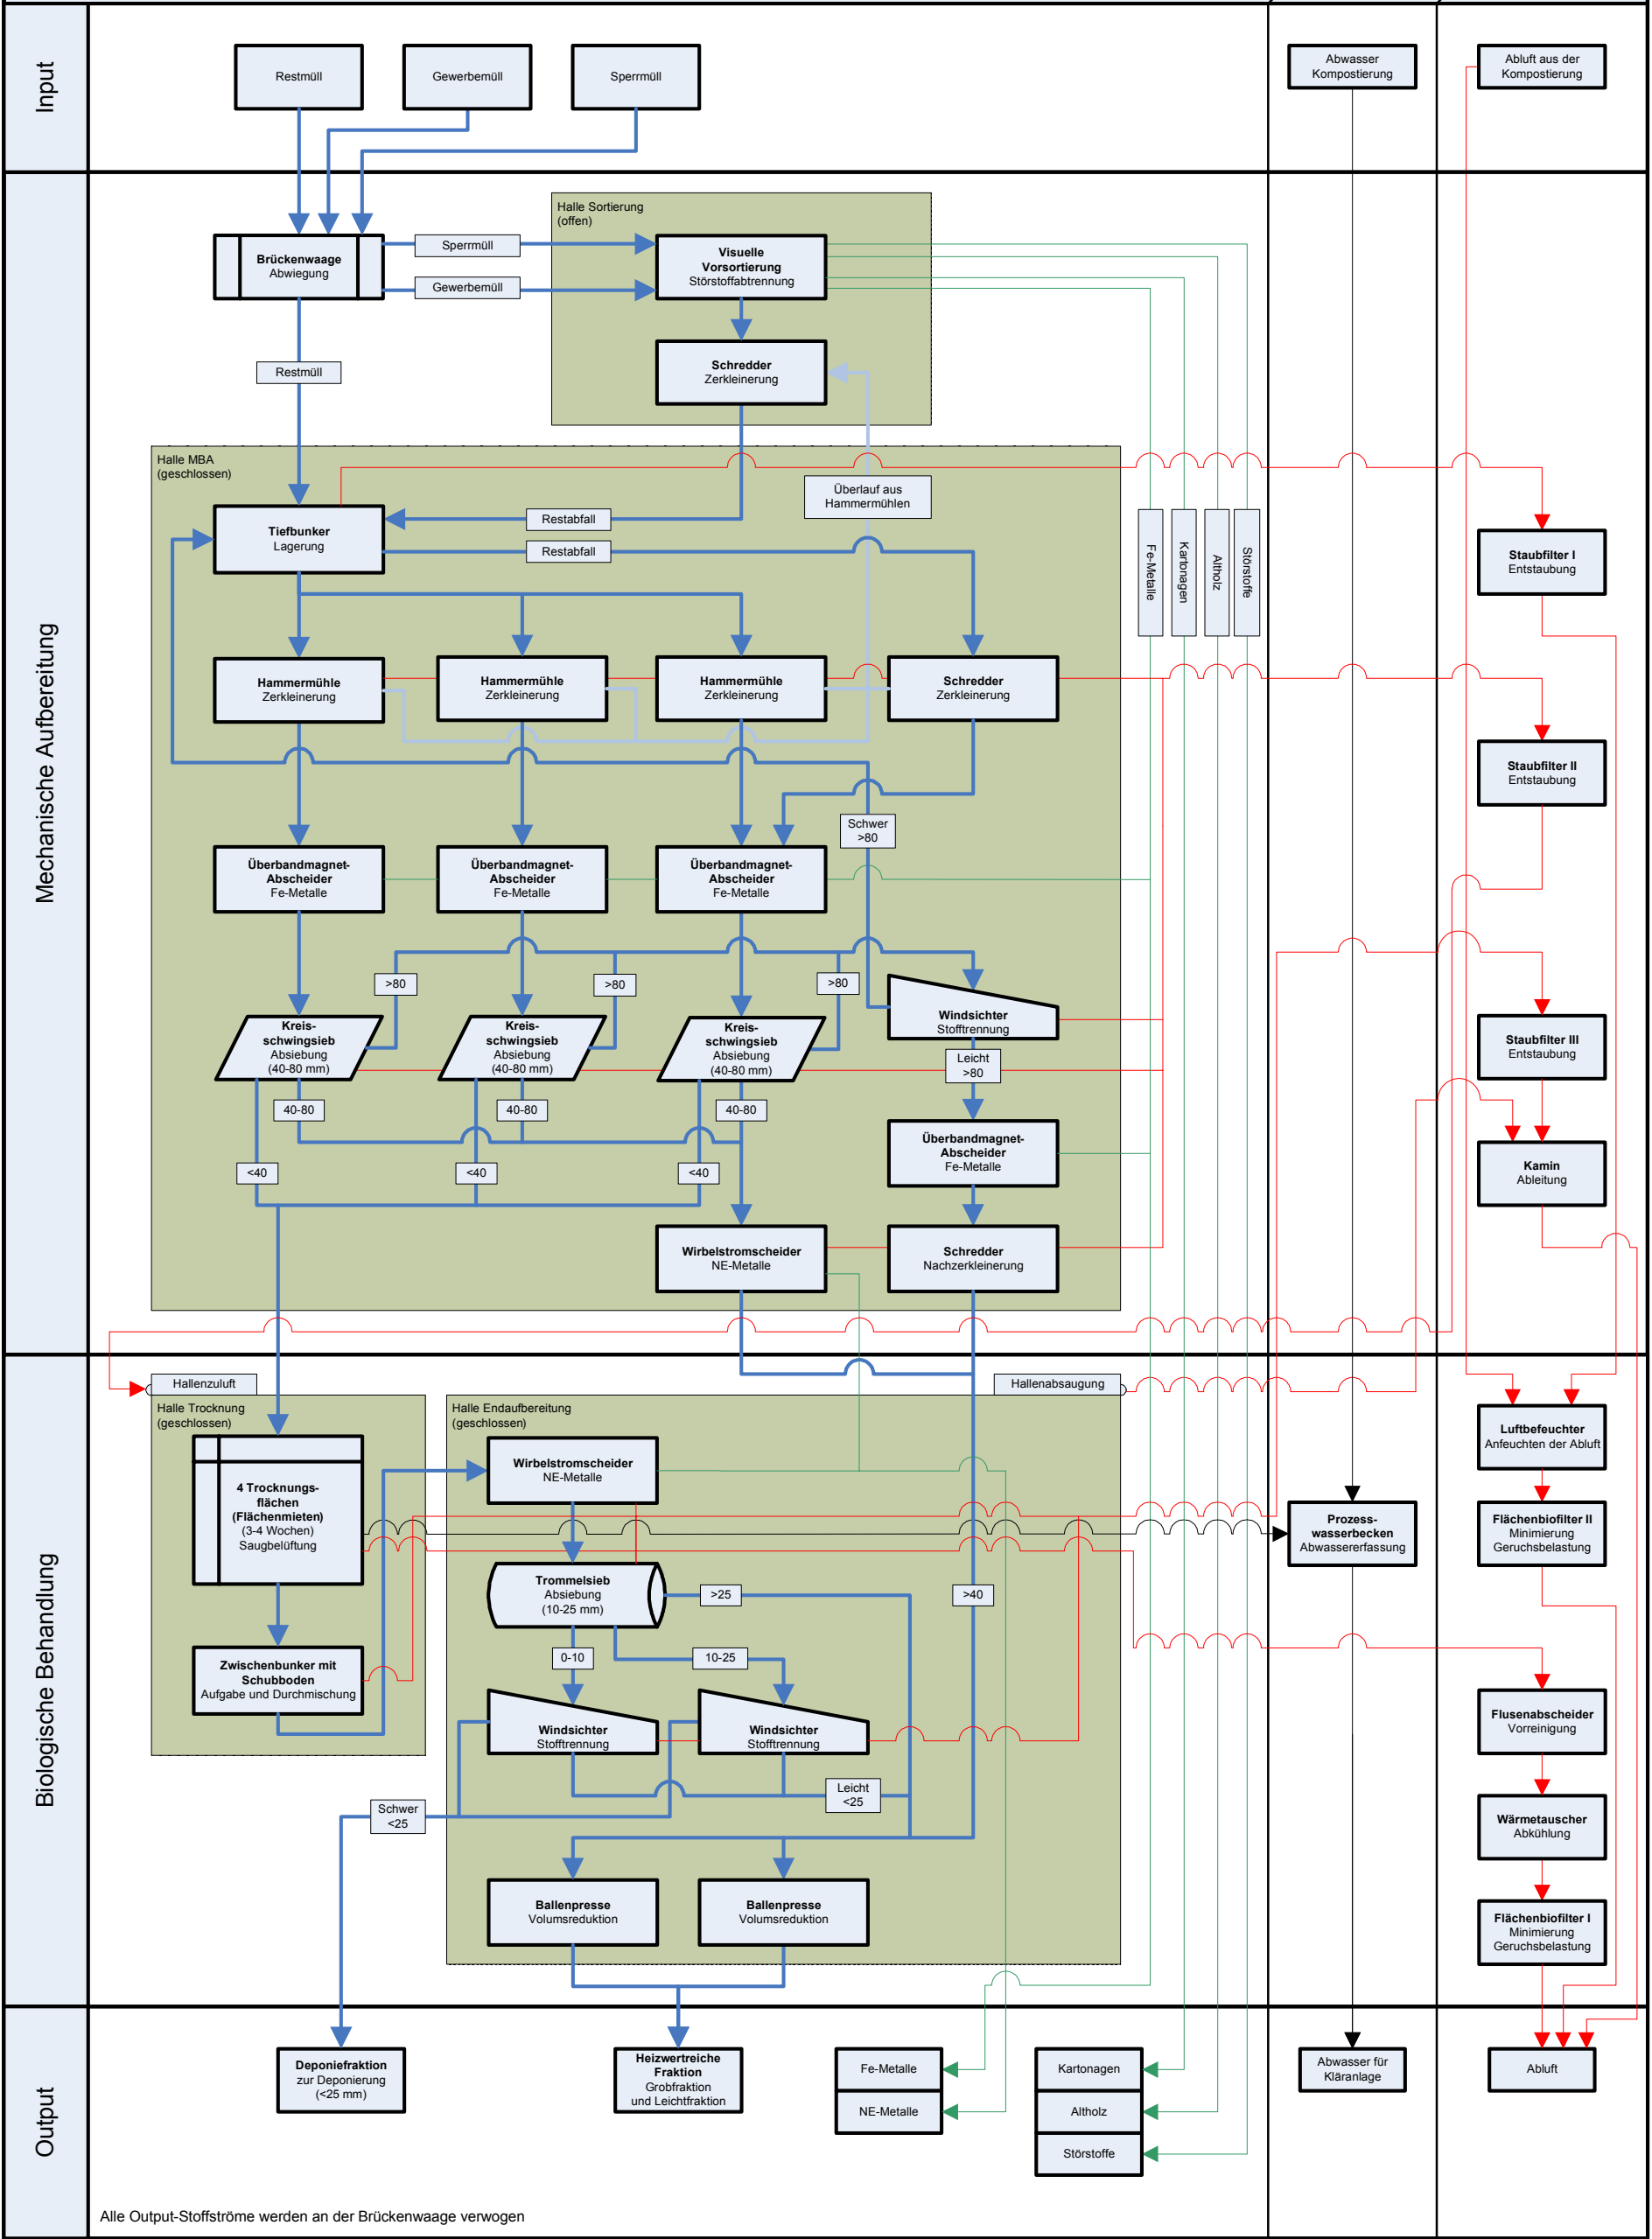 Input
Restmüll
Gewerbemüll
Sperrmüll
Abwasser
Kompostierung
Abluft aus der
Kompostierung
Mechanische Aufbereitung
Halle Sortierung
(offen)
Brückenwaage
Abwiegung
Sperrmüll
Gewerbemüll
Visuelle
Vorsortierung
Störstoffabtrennung
Restmüll
Schredder
Zerkleinerung
Halle MBA
(geschlossen)
Überlauf aus
Hammermühlen
Tiefbunker
Lagerung
Restabfall
Restabfall
Fe-Metalle
Kartonagen
Altholz
Störstoffe
Staubfilter I
Entstaubung
Hammermühle
Zerkleinerung
Hammermühle
Zerkleinerung
Hammermühle
Zerkleinerung
Schredder
Zerkleinerung
Staubfilter II
Entstaubung
Schwer
>80
Überbandmagnet-
Abscheider
Fe-Metalle
Überbandmagnet-
Abscheider
Fe-Metalle
Überbandmagnet-
Abscheider
Fe-Metalle
>80
>80
>80
Kreis-
schwingsieb
Absiebung
(40-80 mm)
Kreis-
schwingsieb
Absiebung
(40-80 mm)
Kreis-
schwingsieb
Absiebung
(40-80 mm)
Windsichter
Stofftrennung
Staubfilter III
Entstaubung
Leicht
>80
40-80
40-80
40-80
Überbandmagnet-
Abscheider
Fe-Metalle
<40
<40
<40
Kamin
Ableitung
Wirbelstromscheider
NE-Metalle
Schredder
Nachzerkleinerung
Biologische Behandlung
Hallenzuluft
Hallenabsaugung
Halle Trocknung
(geschlossen)
Halle Endaufbereitung
(geschlossen)
Luftbefeuchter
Anfeuchten der Abluft
Wirbelstromscheider
NE-Metalle
4 Trocknungs-
flächen
(Flächenmieten)
(3-4 Wochen)
Saugbelüftung
Prozess-
wasserbecken
Abwassererfassung
Flächenbiofilter II
Minimierung
Geruchsbelastung
Trommelsieb
Absiebung
(10-25 mm)
>25
>40
0-10
10-25
Zwischenbunker mit
Schubboden
Aufgabe und Durchmischung
Windsichter
Stofftrennung
Windsichter
Stofftrennung
Flusenabscheider
Vorreinigung
Leicht
<25
Schwer
<25
Wärmetauscher
Abkühlung
Ballenpresse
Volumsreduktion
Ballenpresse
Volumsreduktion
Flächenbiofilter I
Minimierung
Geruchsbelastung
Output
Deponiefraktion
zur Deponierung
(<25 mm)
Heizwertreiche
Fraktion
Grobfraktion
und Leichtfraktion
Fe-Metalle
NE-Metalle
Kartonagen
Altholz
Störstoffe
Abwasser für
Kläranlage
Abluft
Alle Output-Stoffströme werden an der Brückenwaage verwogen